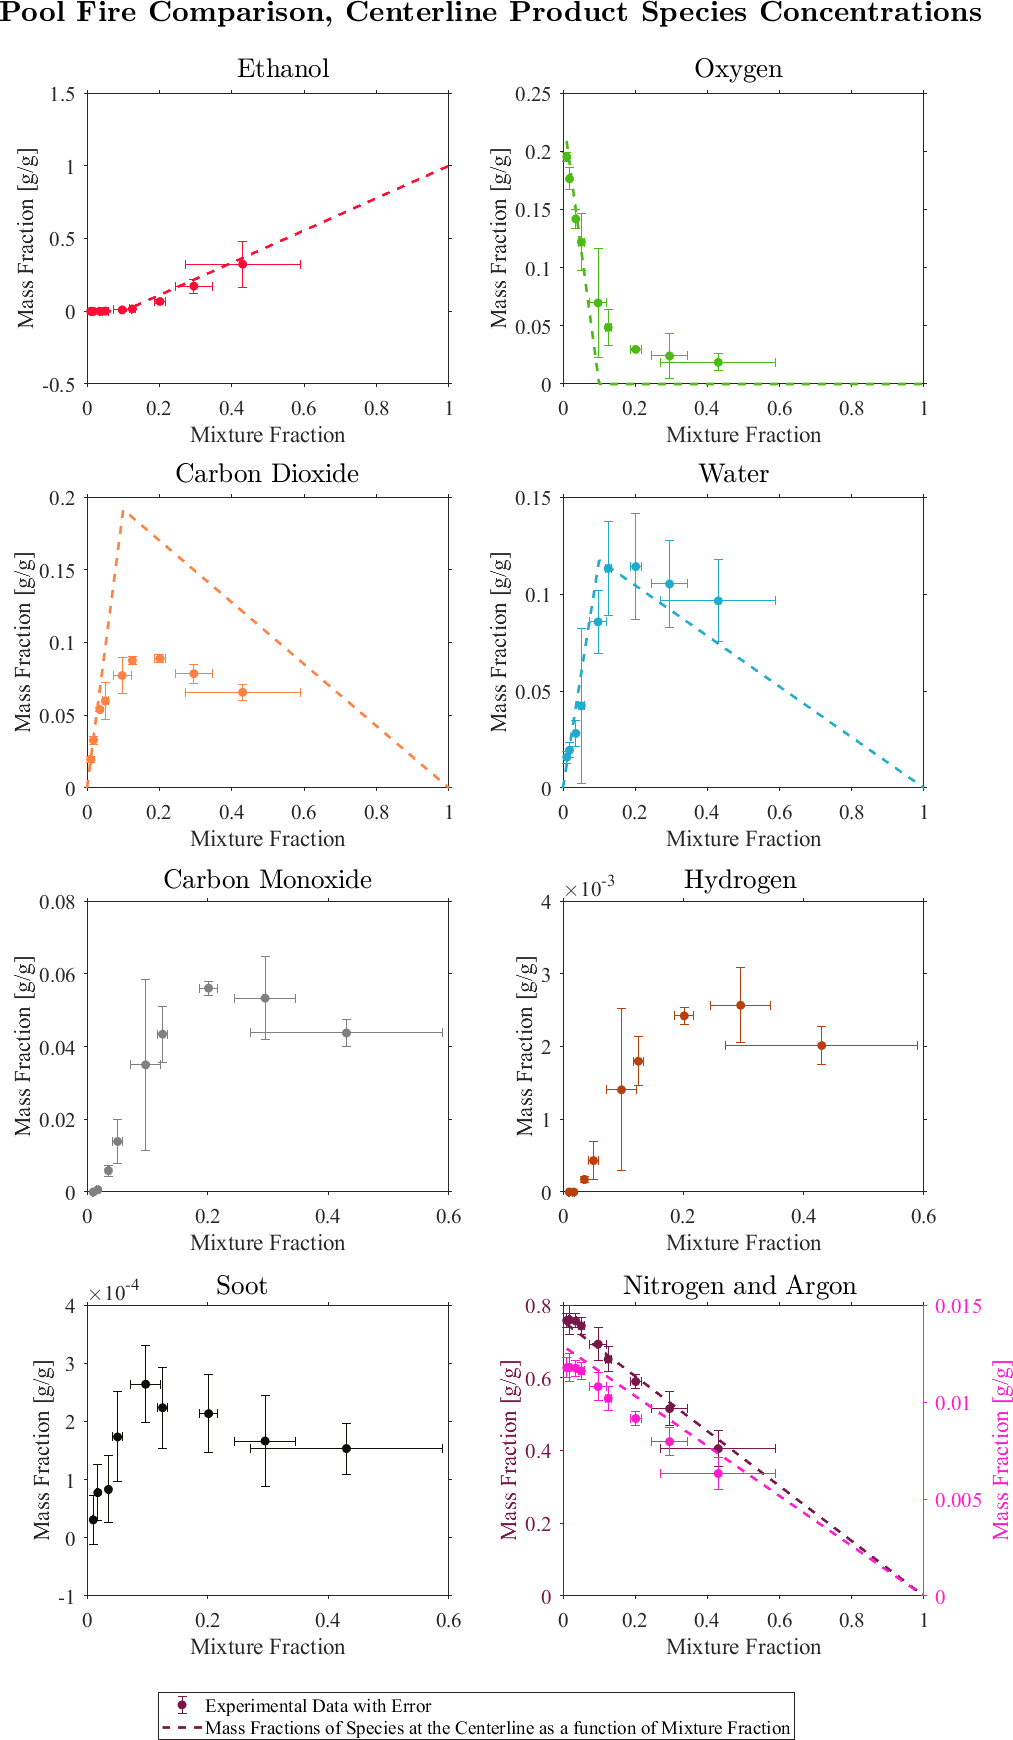 Pool Fire Comparison, Centerline Product Species Concentrations
Ethanol
1.5
1
0.5
0
-0.5
Mass Fraction [g/g]
0 0.2 0.4 0.6 0.8 1
Mixture Fraction
Oxygen
0.25
0.2
0.15
0.1
0.05
0
Mass Fraction [g/g]
0 0.2 0.4 0.6 0.8 1
Mixture Fraction
Carbon Dioxide
0.2
0.15
0.1
0.05
0
Mass Fraction [g/g]
0 0.2 0.4 0.6 0.8 1
Mixture Fraction
Water
0.15
0.1
0.05
0
Mass Fraction [g/g]
0 0.2 0.4 0.6 0.8 1
Mixture Fraction
Carbon Monoxide
0.08
0.06
0.04
0.02
0
Mass Fraction [g/g]
0 0.2 0.4 0.6
Mixture Fraction
Hydrogen
×10-3
4
3
2
1
0
Mass Fraction [g/g]
0 0.2 0.4 0.6
Mixture Fraction
Soot
×10-4
4
3
2
1
0
-1
Mass Fraction [g/g]
0 0.2 0.4 0.6
Mixture Fraction
Nitrogen and Argon
0.8
0.6
0.4
0.2
0
Mass Fraction [g/g]
0.015
0.01
0.005
0
Mass Fraction [g/g]
0 0.2 0.4 0.6 0.8 1
Mixture Fraction
Experimental Data with Error
Mass Fractions of Species at the Centerline as a function of Mixture Fraction